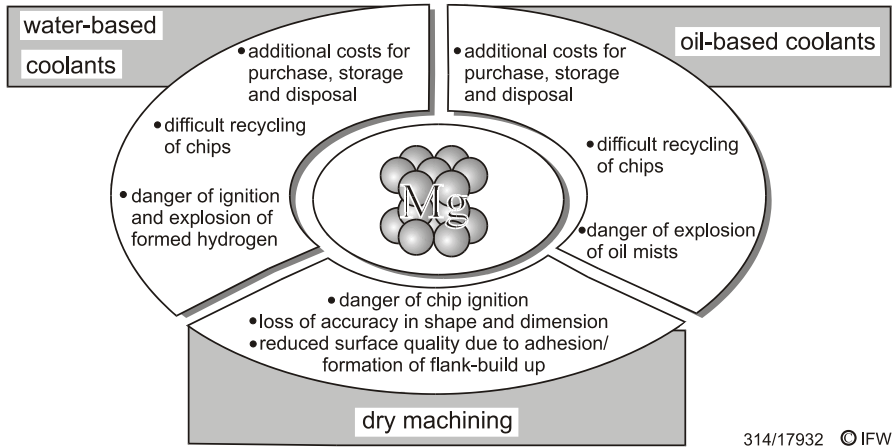 water-based
coolants
• additional costs for
purchase, storage
and disposal
• difficult recycling
of chips
• danger of ignition
and explosion of
formed hydrogen
oil-based coolants
• additional costs for
purchase, storage
and disposal
• difficult recycling
of chips
• danger of explosion
of oil mists
Mg
• danger of chip ignition
• loss of accuracy in shape and dimension
• reduced surface quality due to adhesion/
formation of flank-build up
dry machining
314/17932 © IFW